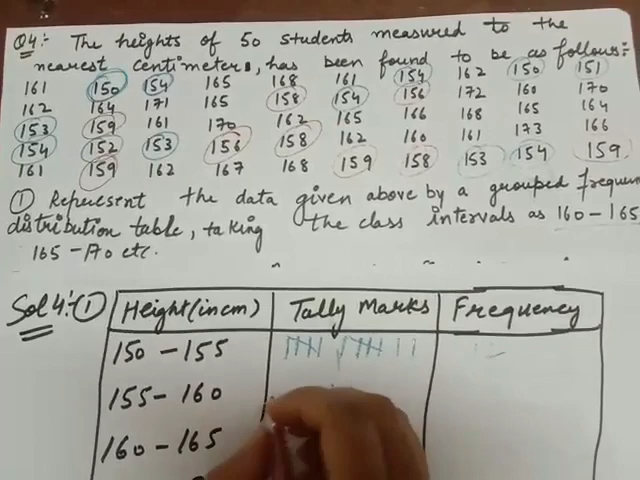 Q4:- The heights of 50 students measured to the
nearest centimeters, has been found to be as follows:-
161 150 154 165 168 161 154 162 150 151
162 164 171 165 158 154 156 172 160 170
153 159 161 170 162 165 166 168 165 164
154 152 153 156 158 162 160 161 173 166
161 159 162 167 168 159 158 153 154 159
① Represent the data given above by a grouped frequen
distribution table, taking the class intervals as 160-165
165-170 etc.
Sol 4:-① Height(in cm) Tally Marks Frequency
150-155
155-160
160-165